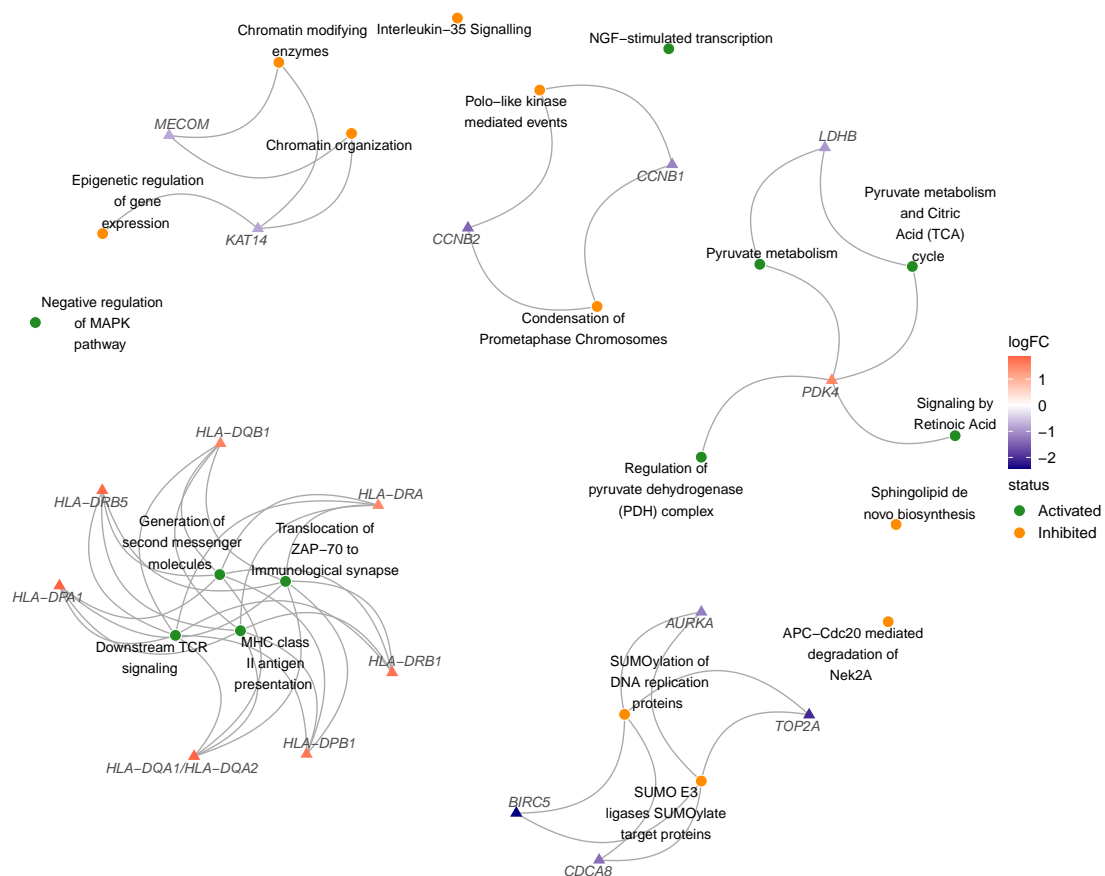 Interleukin−35 Signalling
Chromatin modifying
enzymes
NGF−stimulated transcription
Polo−like kinase
mediated events
MECOM
Chromatin organization
LDHB
CCNB1
Epigenetic regulation
of gene
expression
Pyruvate metabolism
and Citric
Acid (TCA)
cycle
KAT14
CCNB2
Pyruvate metabolism
Negative regulation
of MAPK
pathway
Condensation of
Prometaphase Chromosomes
logFC
1
0
−1
−2
status
Activated
Inhibited
PDK4
Signaling by
Retinoic Acid
HLA−DQB1
Regulation of
pyruvate dehydrogenase
(PDH) complex
HLA−DRB5
HLA−DRA
Sphingolipid de
novo biosynthesis
Generation of
second messenger
molecules
Translocation of
ZAP−70 to
Immunological synapse
HLA−DPA1
Downstream TCR
signaling
MHC class
II antigen
presentation
HLA−DRB1
AURKA
APC−Cdc20 mediated
degradation of
Nek2A
SUMOylation of
DNA replication
proteins
TOP2A
HLA−DPB1
HLA−DQA1/HLA−DQA2
BIRC5
SUMO E3
ligases SUMOylate
target proteins
CDCA8